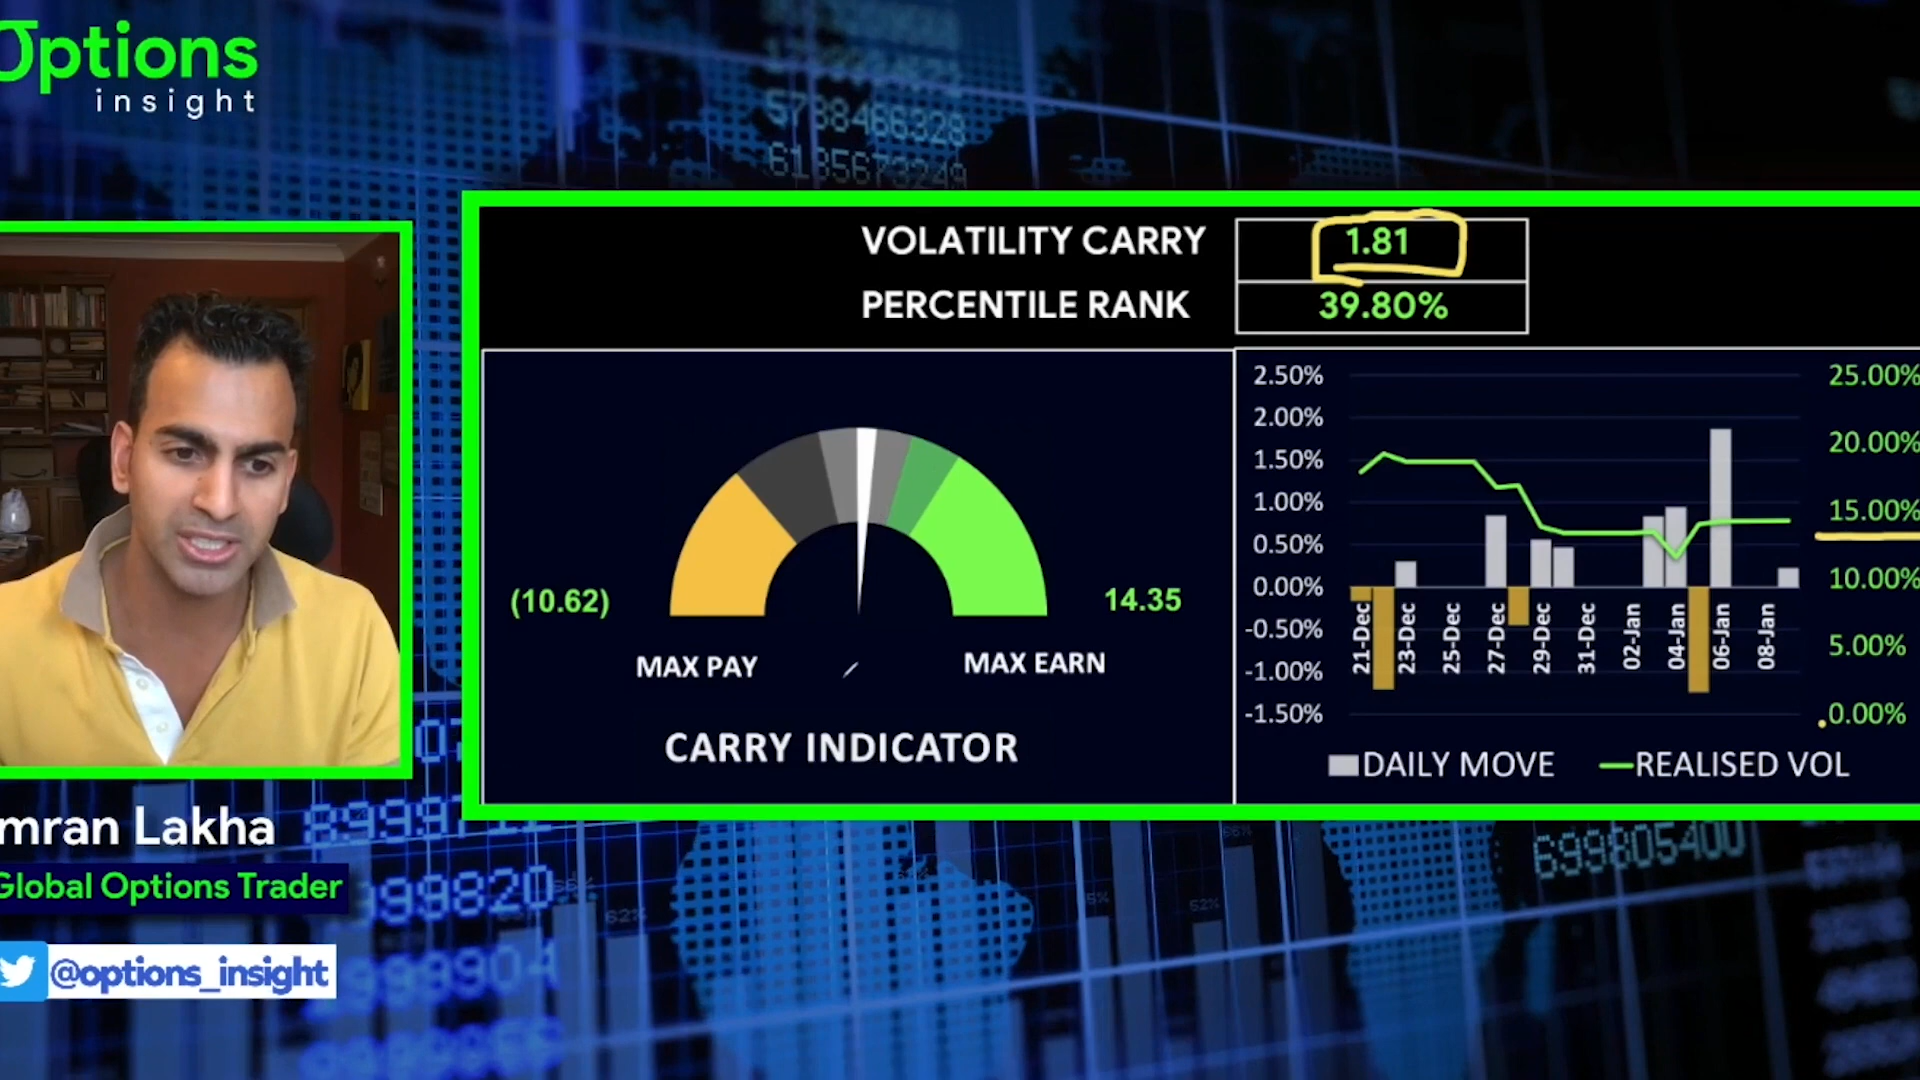 Options
insight
5738466328
VOLATILITY CARRY 1.81
PERCENTILE RANK 39.80%
2.50%
2.00%
1.50%
1.00%
0.50%
0.00%
-0.50%
-1.00%
-1.50%
25.00%
20.00%
15.00%
10.00%
5.00%
0.00%
21-Dec
23-Dec
25-Dec
27-Dec
29-Dec
31-Dec
02-Jan
04-Jan
06-Jan
08-Jan
DAILY MOVE REALISED VOL
(10.62) 14.35
MAX PAY MAX EARN
CARRY INDICATOR
mran Lakha
Global Options Trader
@options_insight
699805400
62%
52%